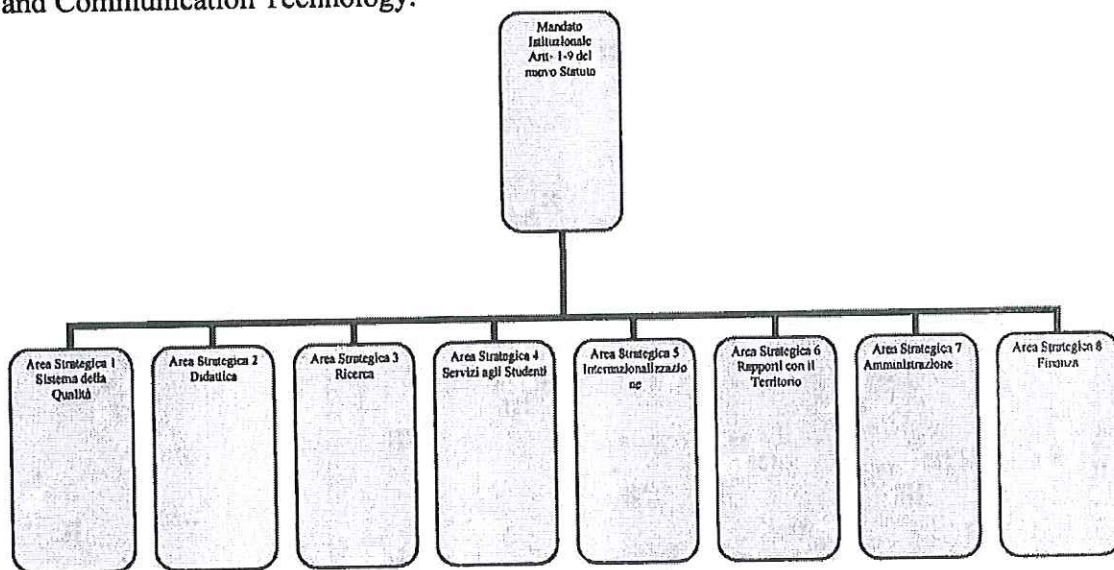 and Communication Technology.
Mandato
Istituzionale
Artt. 1-9 del
nuovo Statuto
Area Strategica 1
Sistema della
Qualità
Area Strategica 2
Didattica
Area Strategica 3
Ricerca
Area Strategica 4
Servizi agli Studenti
Area Strategica 5
Internazionalizzazio
ne
Area Strategica 6
Rapporti con il
Territorio
Area Strategica 7
Amministrazione
Area Strategica 8
Finanza